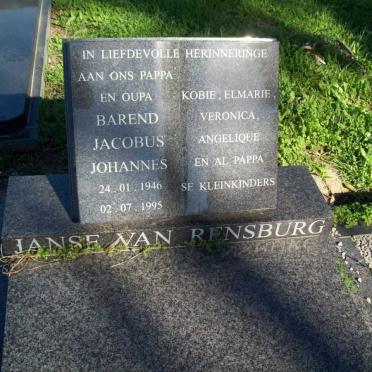 IN LIEFDEVOLLE HERINNERINGE
AAN ONS PAPPA
EN OUPA
BAREND
JACOBUS
JOHANNES
24.01.1946
02.07.1995
KOBIE, ELMARIE,
VERONICA,
ANGELIQUE
EN AL PAPPA
SE KLEINKINDERS
JANSE VAN RENSBURG